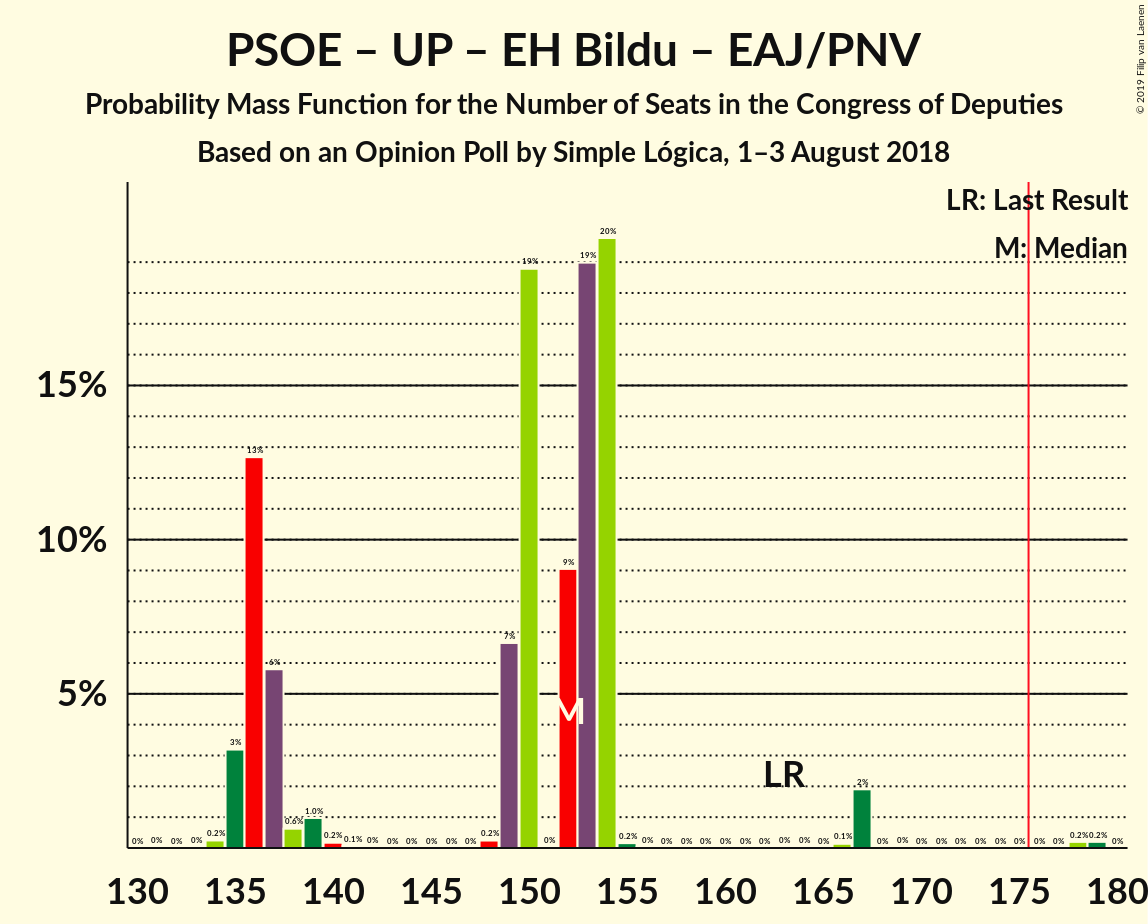 PSOE – UP – EH Bildu – EAJ/PNV
Probability Mass Function for the Number of Seats in the Congress of Deputies
Based on an Opinion Poll by Simple Lógica, 1–3 August 2018
© 2019 Filip van Laenen
LR: Last Result
M: Median
15%
10%
5%
0% 0% 0% 0% 0.2% 3% 13% 6% 0.6% 1.0% 0.2% 0.1% 0% 0% 0% 0% 0% 0% 0.2% 7% 19% 0% 9% 19% 20% 0.2% 0% 0% 0% 0% 0% 0% 0% 0% 0% 0% 0.1% 2% 0% 0% 0% 0% 0% 0% 0% 0% 0% 0% 0.2% 0.2% 0%
M
LR
130 135 140 145 150 155 160 165 170 175 180